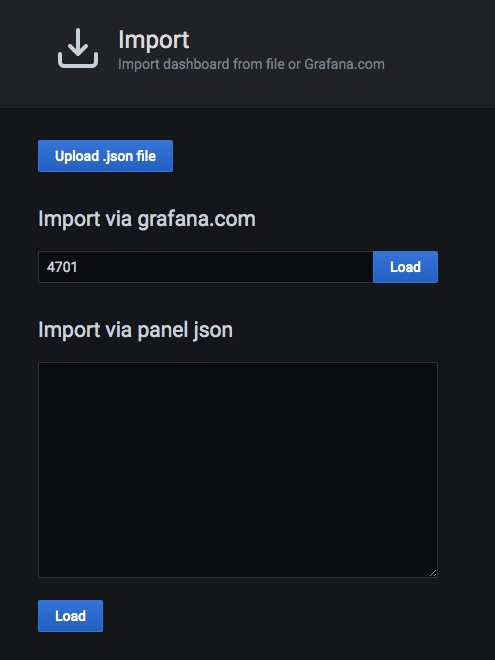 Import
Import dashboard from file or Grafana.com
Upload .json file
Import via grafana.com
4701
Load
Import via panel json
Load